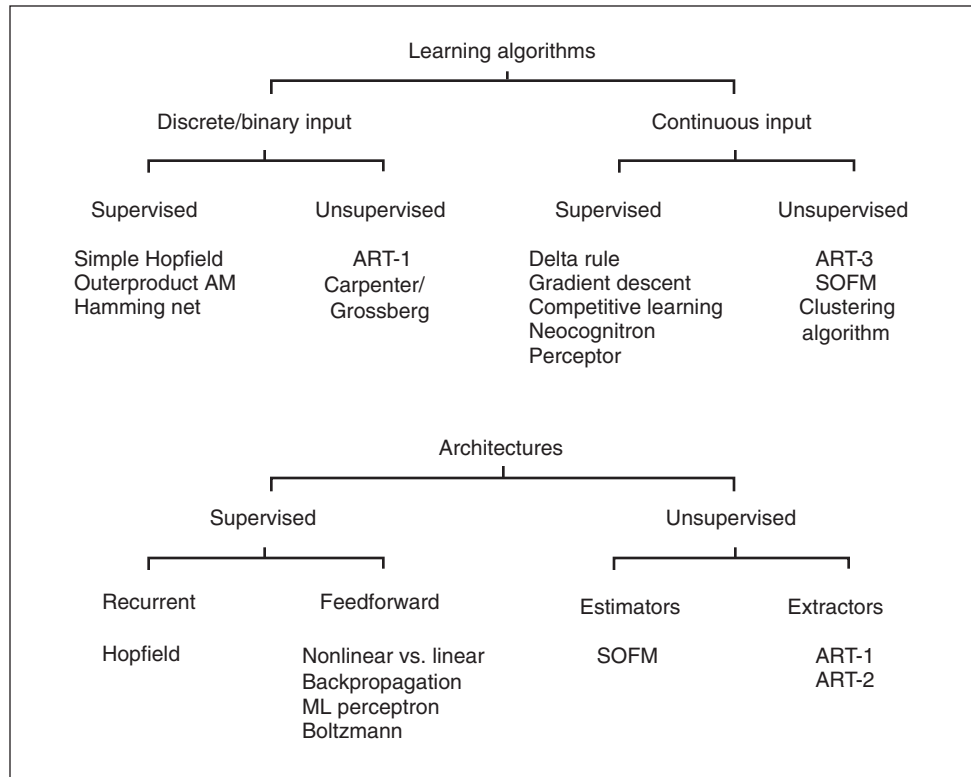 Learning algorithms
Discrete/binary input
Continuous input
Supervised
Unsupervised
Supervised
Unsupervised
Simple Hopfield
Outerproduct AM
Hamming net
ART-1
Carpenter/
Grossberg
Delta rule
Gradient descent
Competitive learning
Neocognitron
Perceptor
ART-3
SOFM
Clustering
algorithm
Architectures
Supervised
Unsupervised
Recurrent
Feedforward
Estimators
Extractors
Hopfield
Nonlinear vs. linear
Backpropagation
ML perceptron
Boltzmann
SOFM
ART-1
ART-2